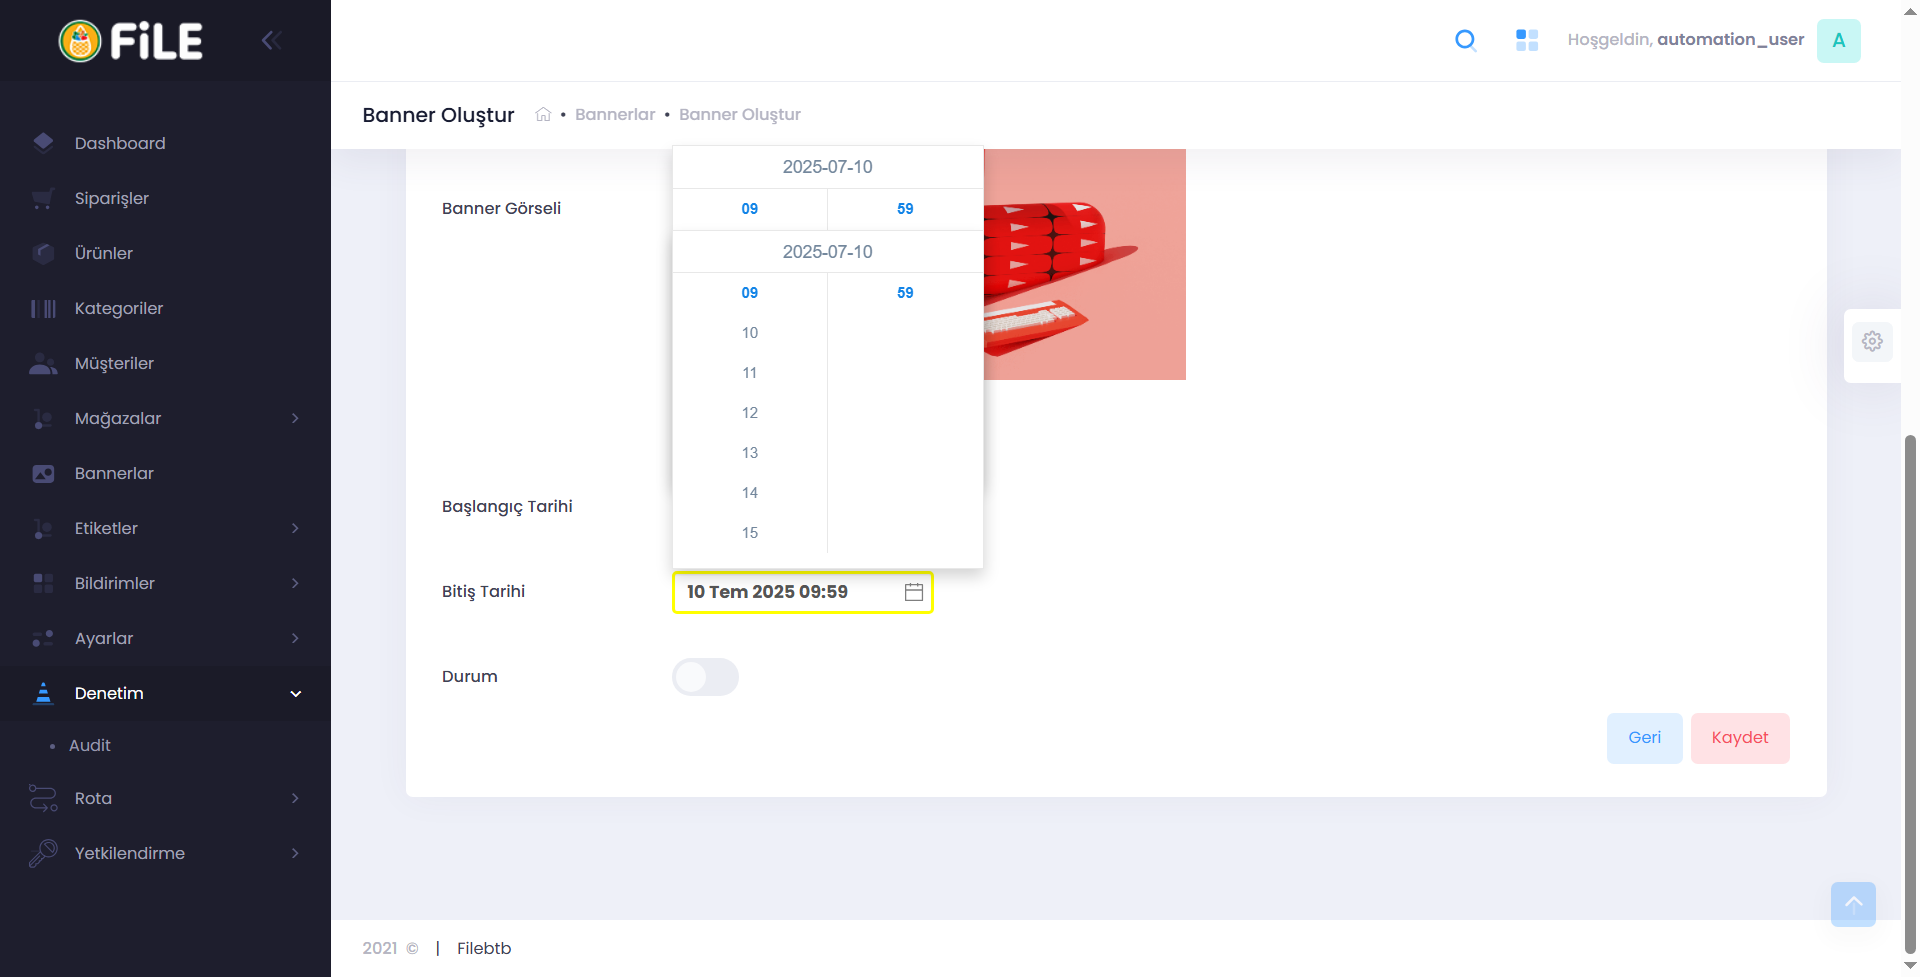 FiLE
Hoşgeldin, automation_user
A
Banner Oluştur
• Bannerlar • Banner Oluştur
Dashboard
Siparişler
Ürünler
Kategoriler
Müşteriler
Mağazalar
Bannerlar
Etiketler
Bildirimler
Ayarlar
Denetim
• Audit
Rota
Yetkilendirme
Banner Görseli
2025-07-10
09 59
2025-07-10
09 59
10
11
12
13
14
15
Başlangıç Tarihi
Bitiş Tarihi
10 Tem 2025 09:59
Durum
Geri
Kaydet
2021 © | Filebtb